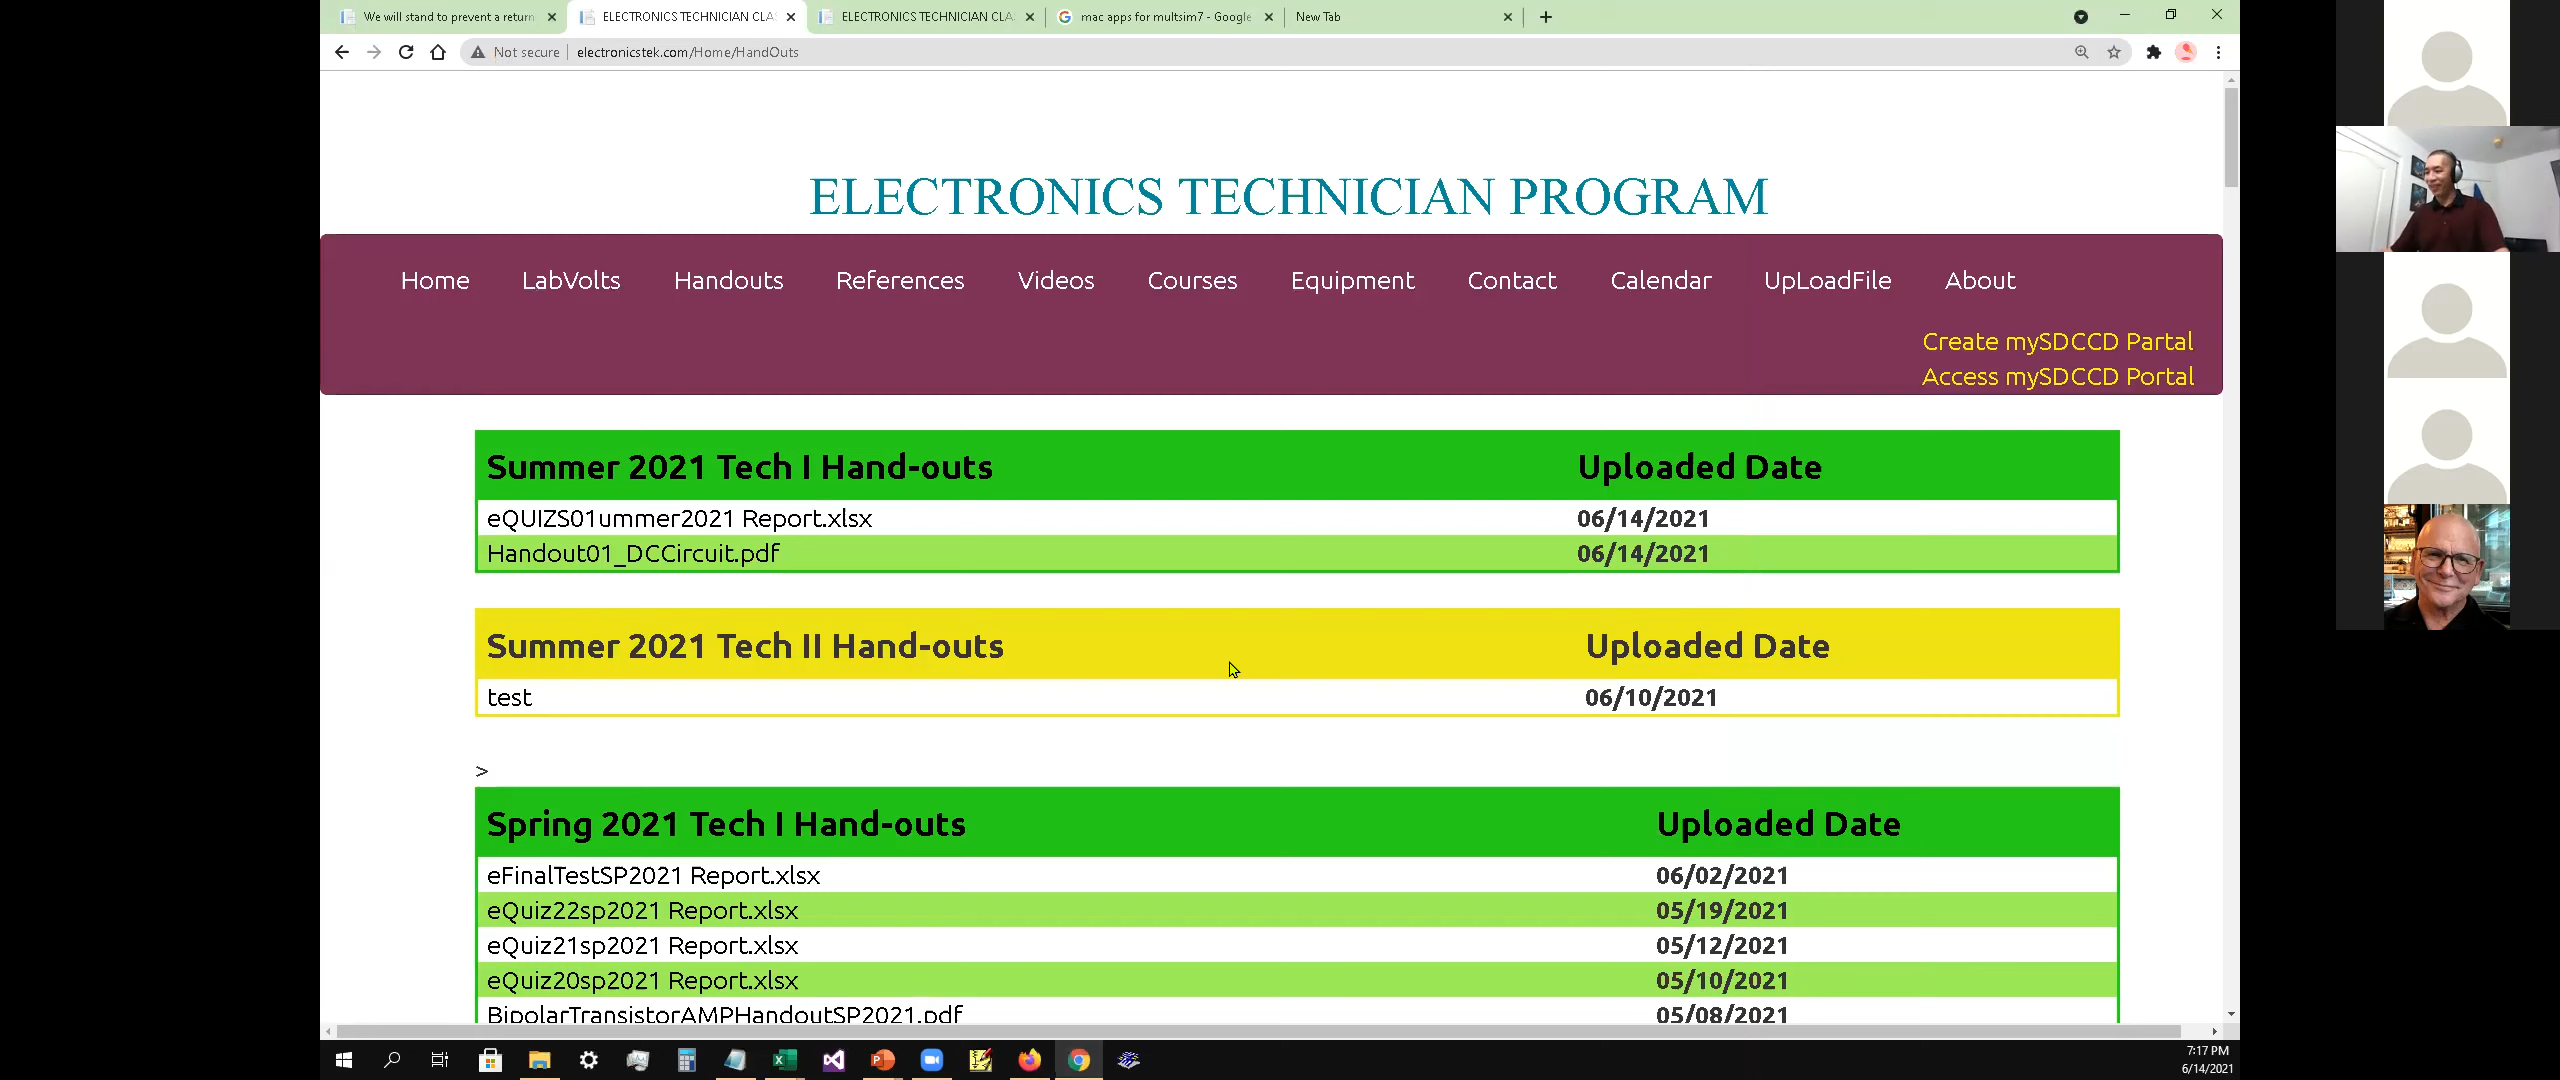 We will stand to prevent a return
ELECTRONICS TECHNICIAN CLA
ELECTRONICS TECHNICIAN CLA
mac apps for multsim7 - Google
New Tab
Not secure
electronicstek.com/Home/HandOuts
ELECTRONICS TECHNICIAN PROGRAM
Home LabVolts Handouts References Videos Courses Equipment Contact Calendar UpLoadFile About
Create mySDCCD Partal
Access mySDCCD Portal
Summer 2021 Tech I Hand-outs Uploaded Date
eQUIZS01ummer2021 Report.xlsx 06/14/2021
Handout01_DCCircuit.pdf 06/14/2021
Summer 2021 Tech II Hand-outs Uploaded Date
test 06/10/2021
>
Spring 2021 Tech I Hand-outs Uploaded Date
eFinalTestSP2021 Report.xlsx 06/02/2021
eQuiz22sp2021 Report.xlsx 05/19/2021
eQuiz21sp2021 Report.xlsx 05/12/2021
eQuiz20sp2021 Report.xlsx 05/10/2021
BipolarTransistorAMPHandoutSP2021.pdf 05/08/2021
7:17 PM
6/14/2021